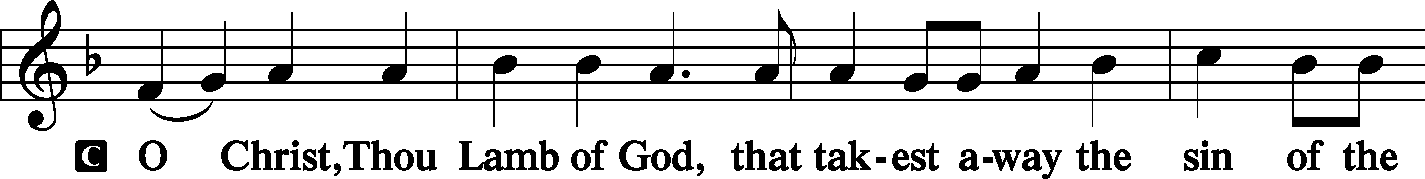 C O Christ, Thou Lamb of God, that tak-est a-way the sin of the